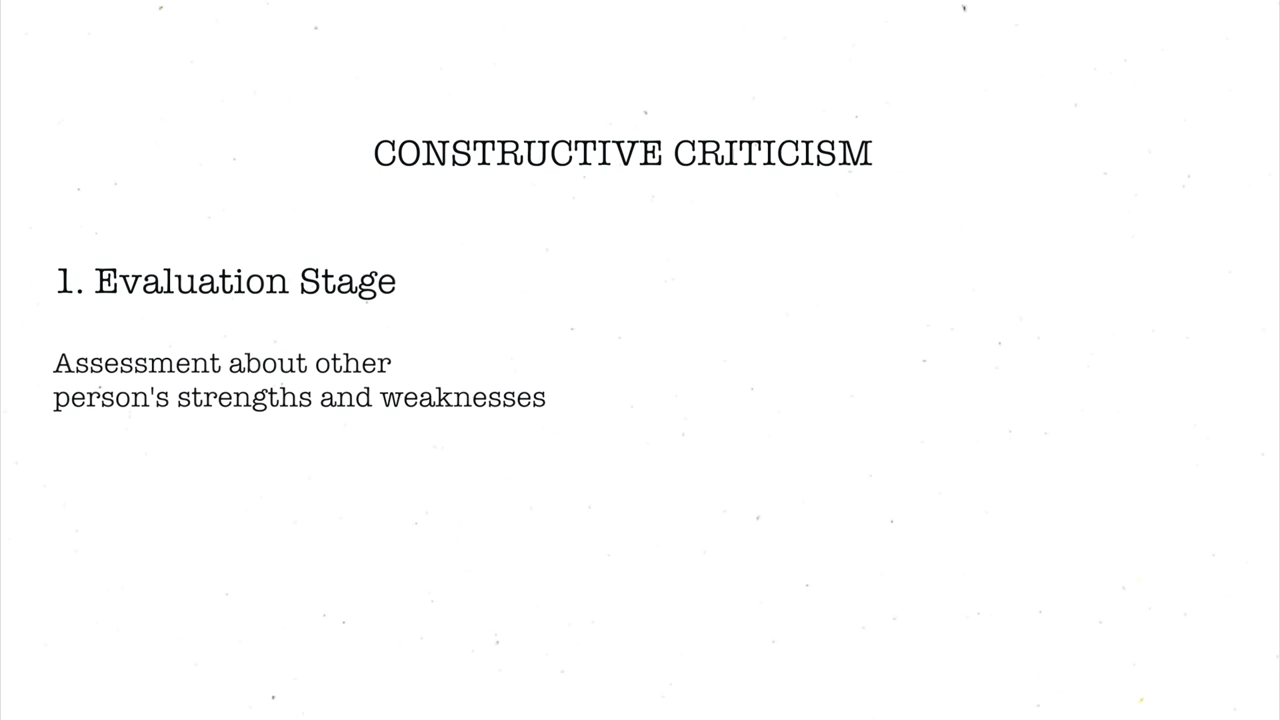 CONSTRUCTIVE CRITICISM
1. Evaluation Stage
Assessment about other
person's strengths and weaknesses